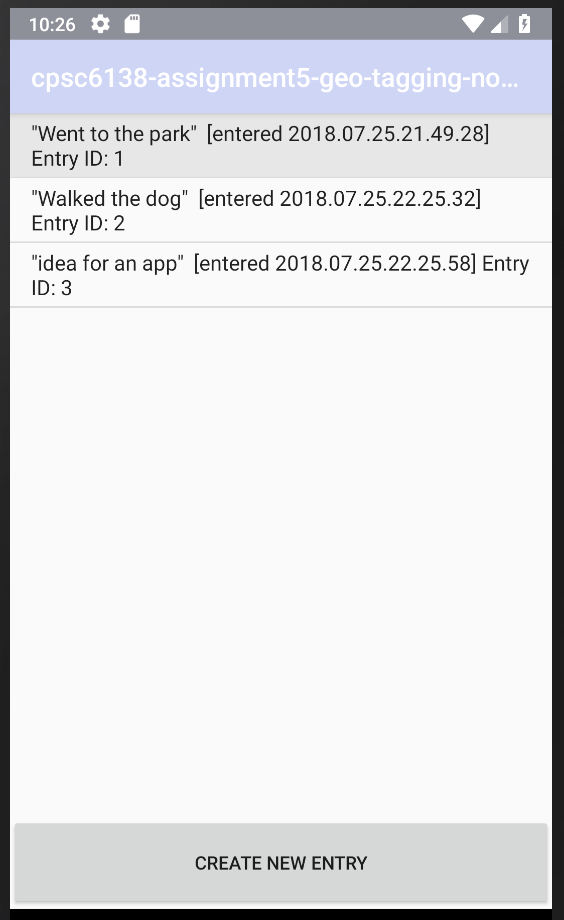 10:26
cpsc6138-assignment5-geo-tagging-no...
"Went to the park"  [entered 2018.07.25.21.49.28]
Entry ID: 1
"Walked the dog"  [entered 2018.07.25.22.25.32]
Entry ID: 2
"idea for an app"  [entered 2018.07.25.22.25.58] Entry
ID: 3
CREATE NEW ENTRY